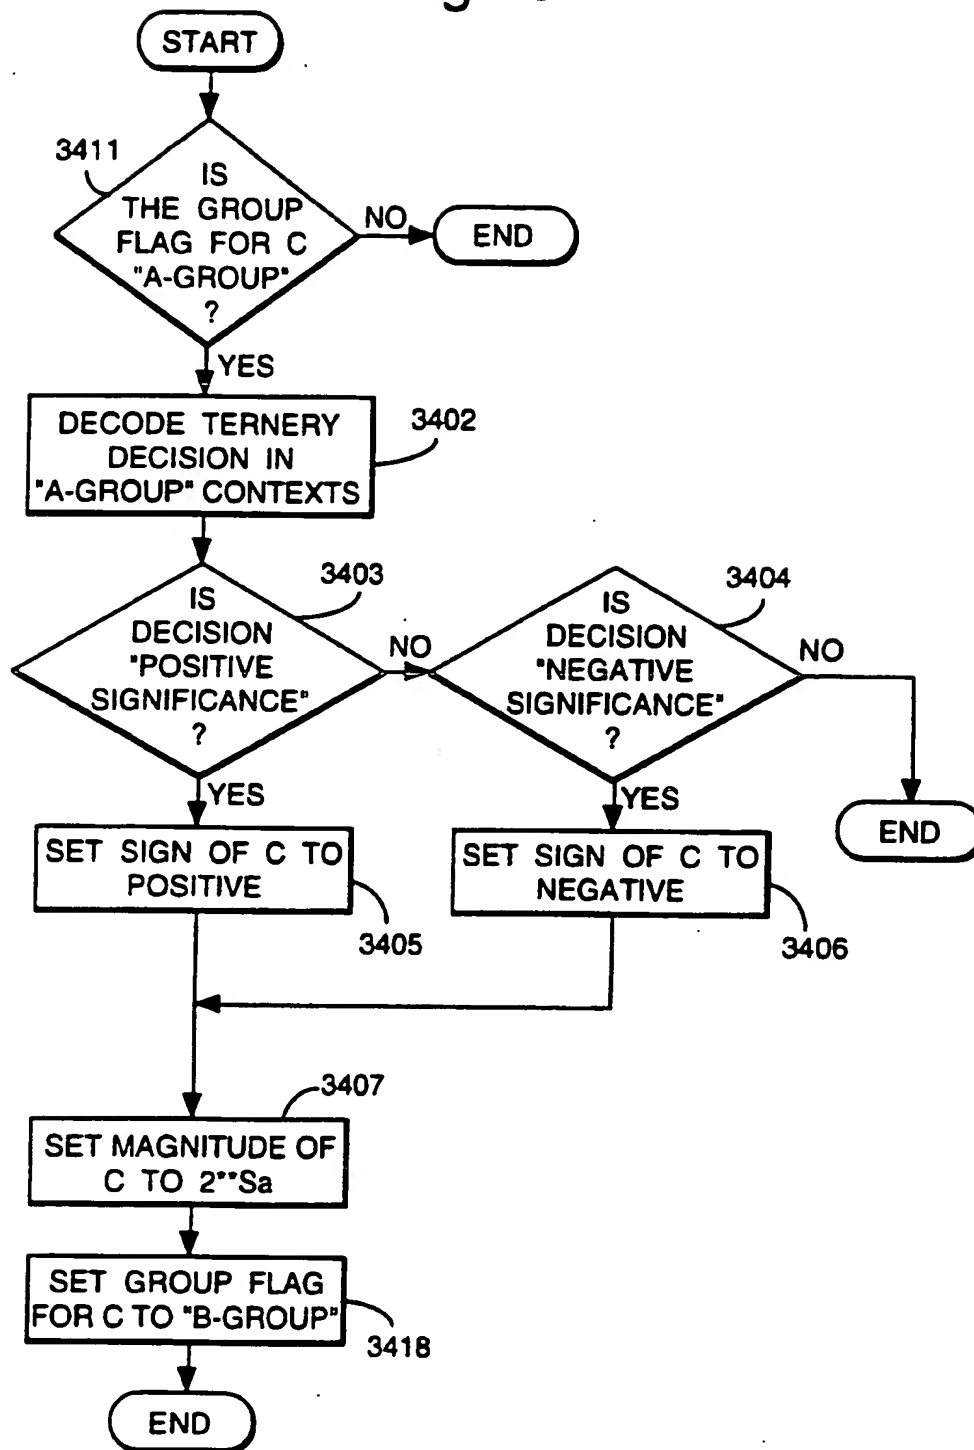 START
3411
IS
THE GROUP
FLAG FOR C
"A-GROUP"
?
NO
END
YES
DECODE TERNERY
DECISION IN
"A-GROUP" CONTEXTS
3402
3403
IS
DECISION
"POSITIVE
SIGNIFICANCE"
?
NO
3404
IS
DECISION
"NEGATIVE
SIGNIFICANCE"
?
NO
YES
YES
END
SET SIGN OF C TO
POSITIVE
3405
SET SIGN OF C TO
NEGATIVE
3406
3407
SET MAGNITUDE OF
C TO 2**Sa
SET GROUP FLAG
FOR C TO "B-GROUP"
3418
END